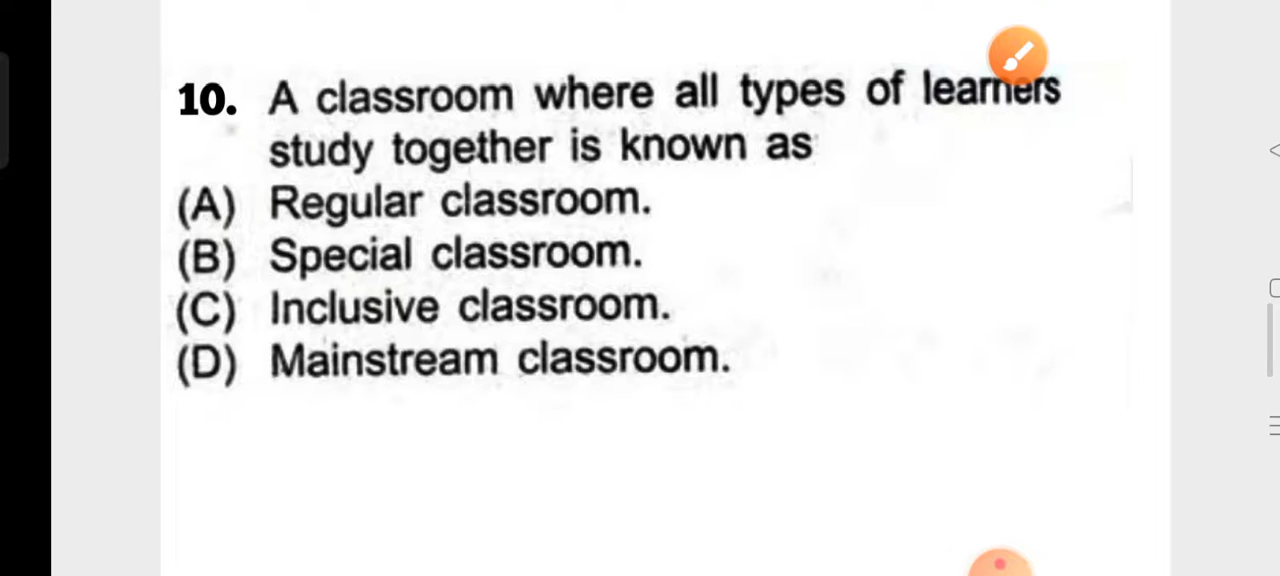 10. A classroom where all types of learners
study together is known as
(A) Regular classroom.
(B) Special classroom.
(C) Inclusive classroom.
(D) Mainstream classroom.